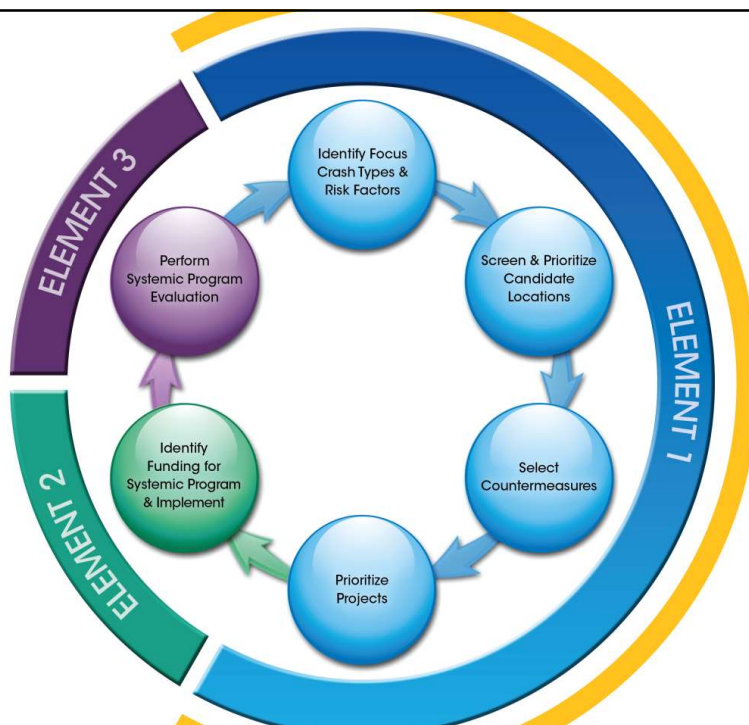 Identify Focus
Crash Types &
Risk Factors
Screen & Prioritize
Candidate
Locations
Select
Countermeasures
Prioritize
Projects
Identify
Funding for
Systemic Program
& Implement
Perform
Systemic Program
Evaluation
ELEMENT 1
ELEMENT 2
ELEMENT 3